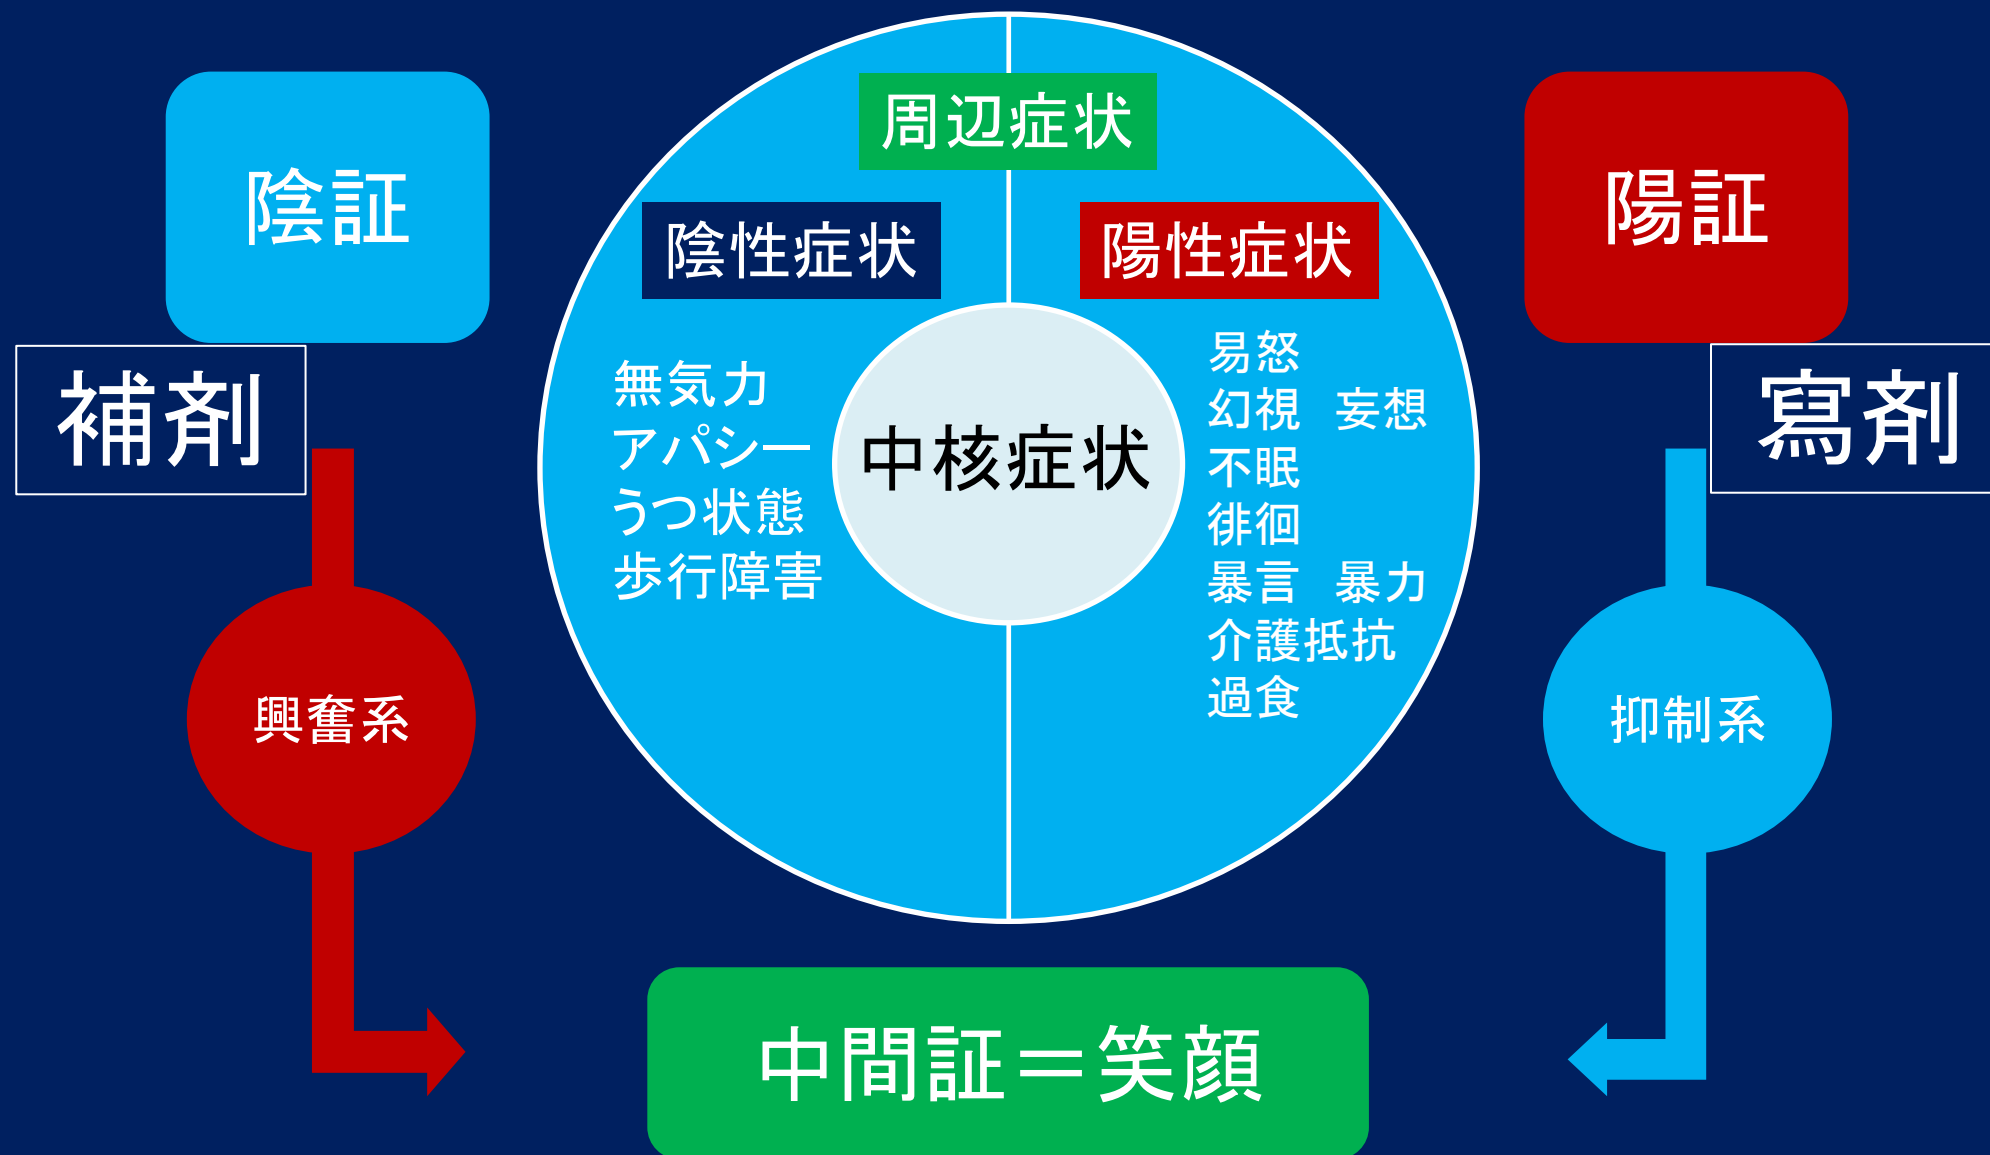 周辺症状
陰証
陽証
陰性症状
陽性症状
補剤
寫剤
無気力
アパシー
うつ状態
歩行障害
中核症状
易怒
幻視　妄想
不眠
徘徊
暴言　暴力
介護抵抗
過食
興奮系
抑制系
中間証＝笑顔